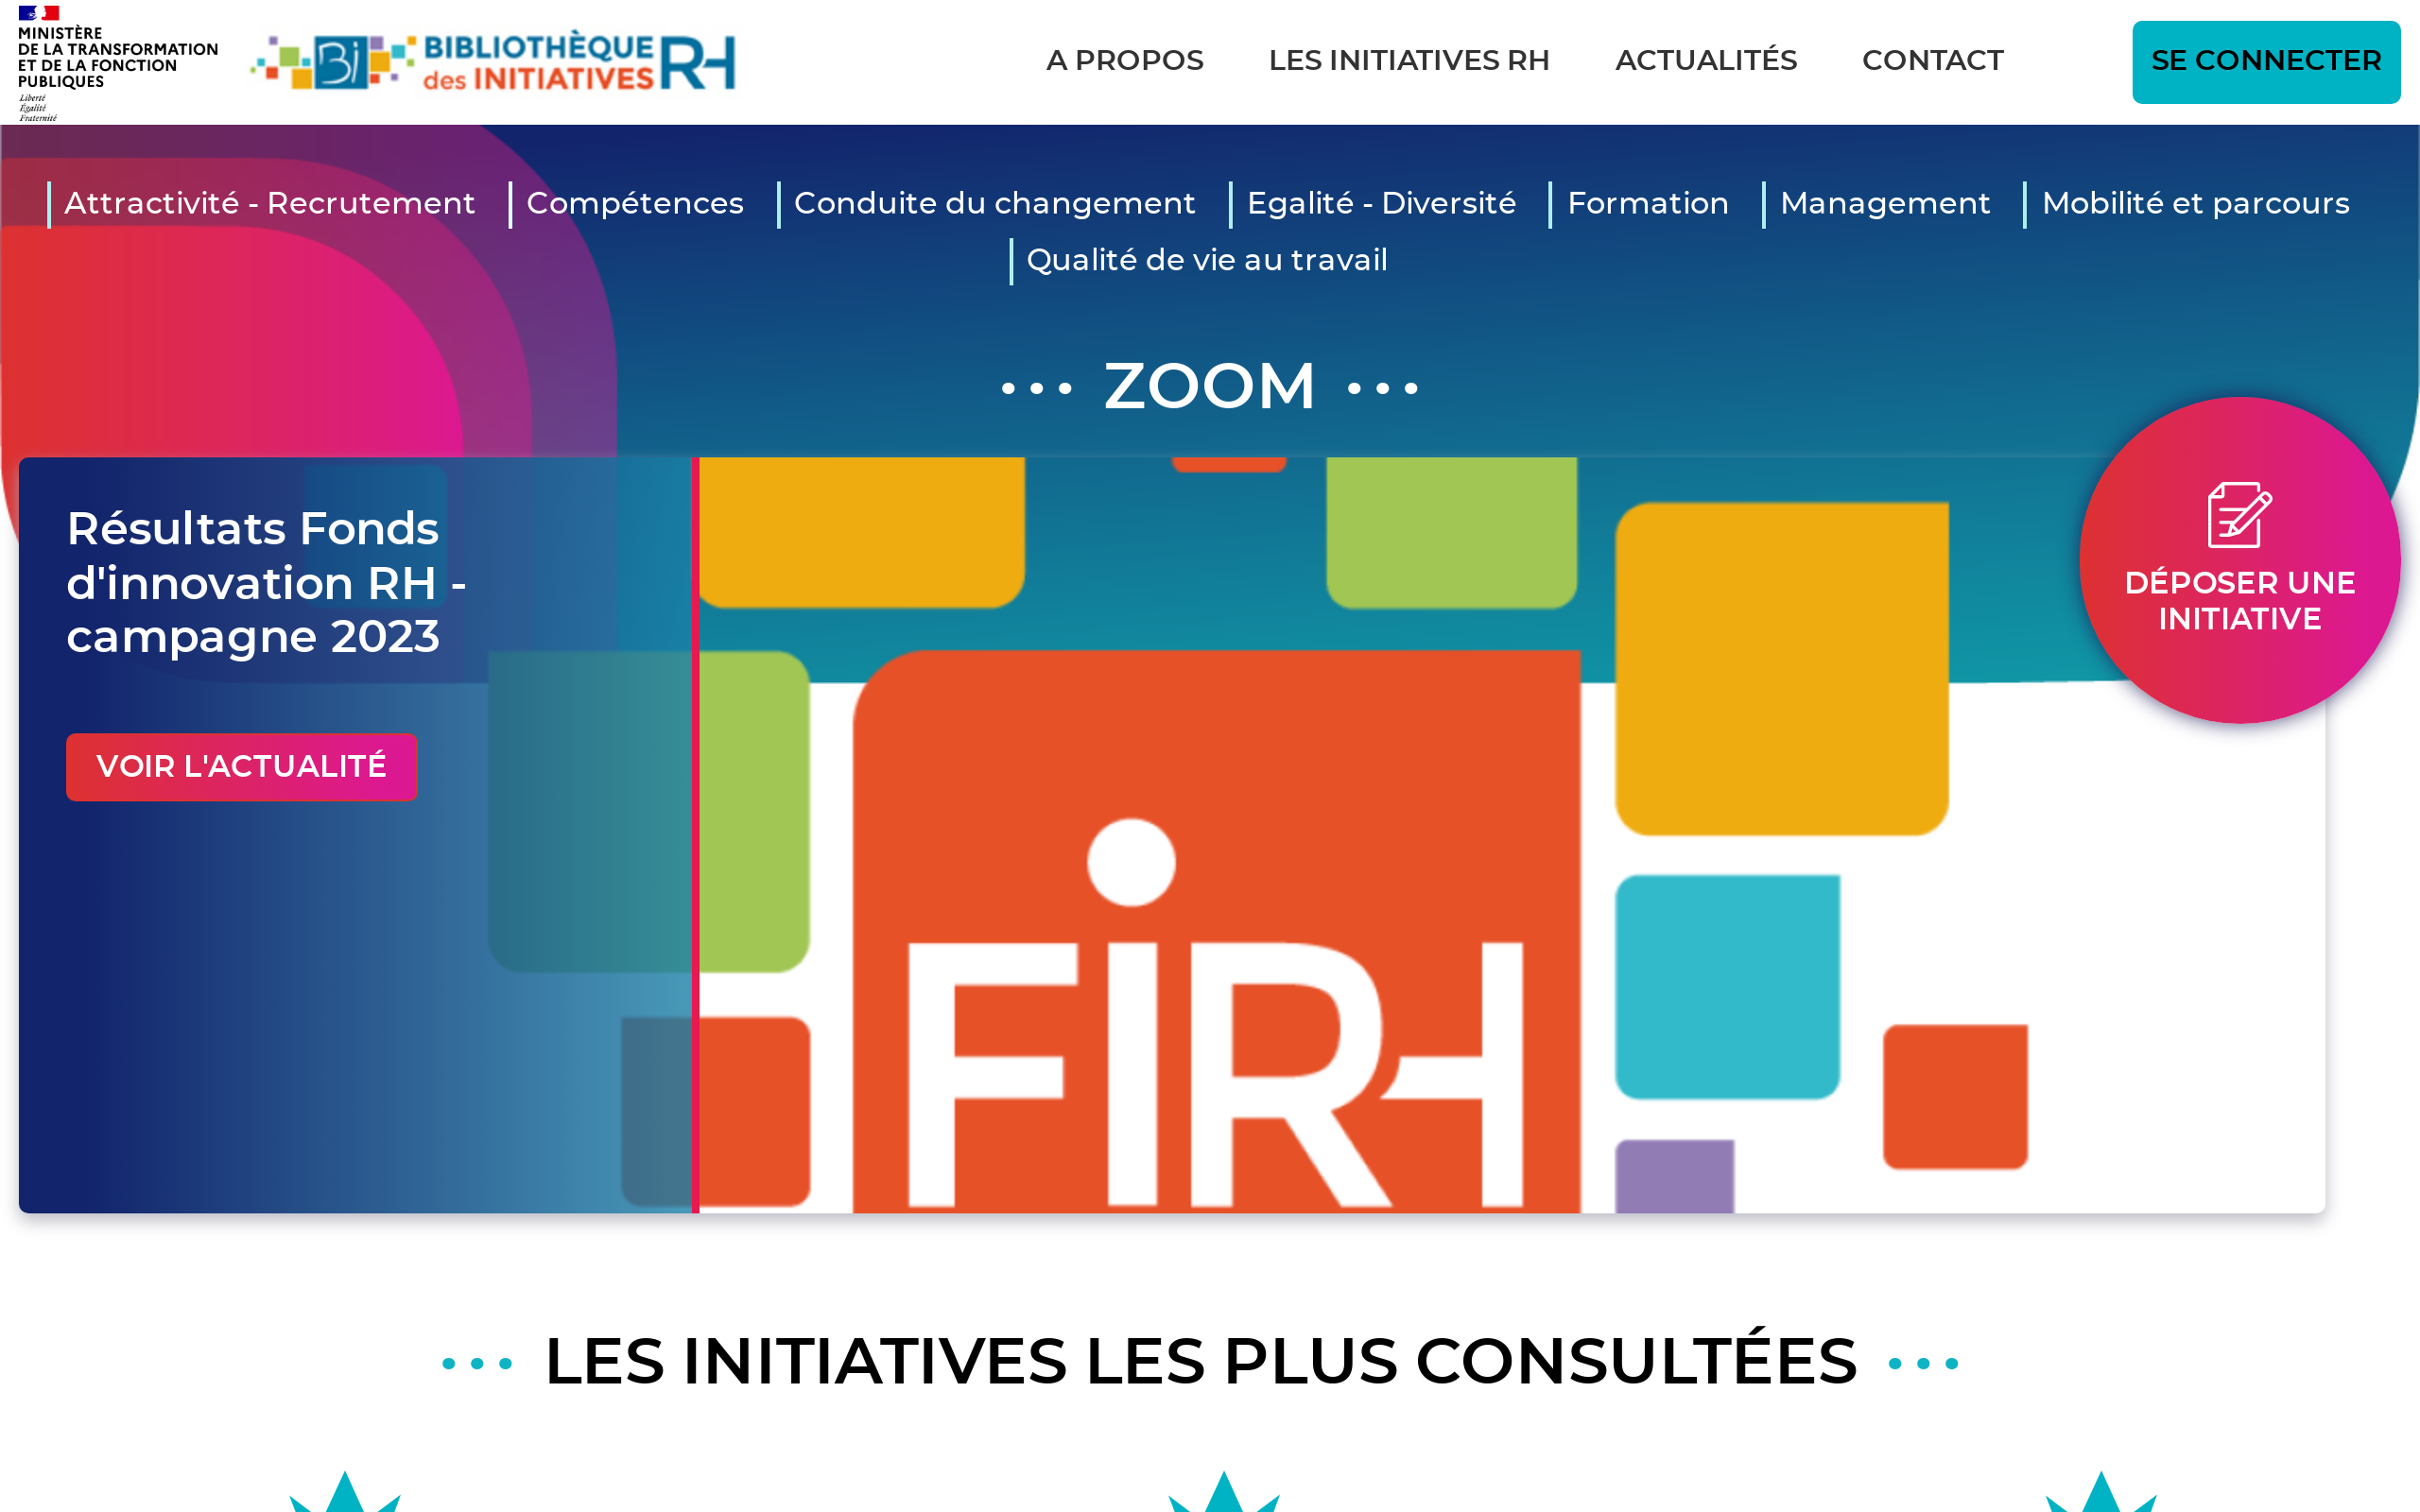 MINISTÈRE
DE LA TRANSFORMATION
ET DE LA FONCTION
PUBLIQUES
Liberté
Égalité
Fraternité
Bi
BIBLIOTHÈQUE
des INITIATIVES
RH
A PROPOS
LES INITIATIVES RH
ACTUALITÉS
CONTACT
SE CONNECTER
Attractivité - Recrutement
Compétences
Conduite du changement
Egalité - Diversité
Formation
Management
Mobilité et parcours
Qualité de vie au travail
ZOOM
Résultats Fonds
d'innovation RH -
campagne 2023
VOIR L'ACTUALITÉ
FiRH
DÉPOSER UNE
INITIATIVE
LES INITIATIVES LES PLUS CONSULTÉES